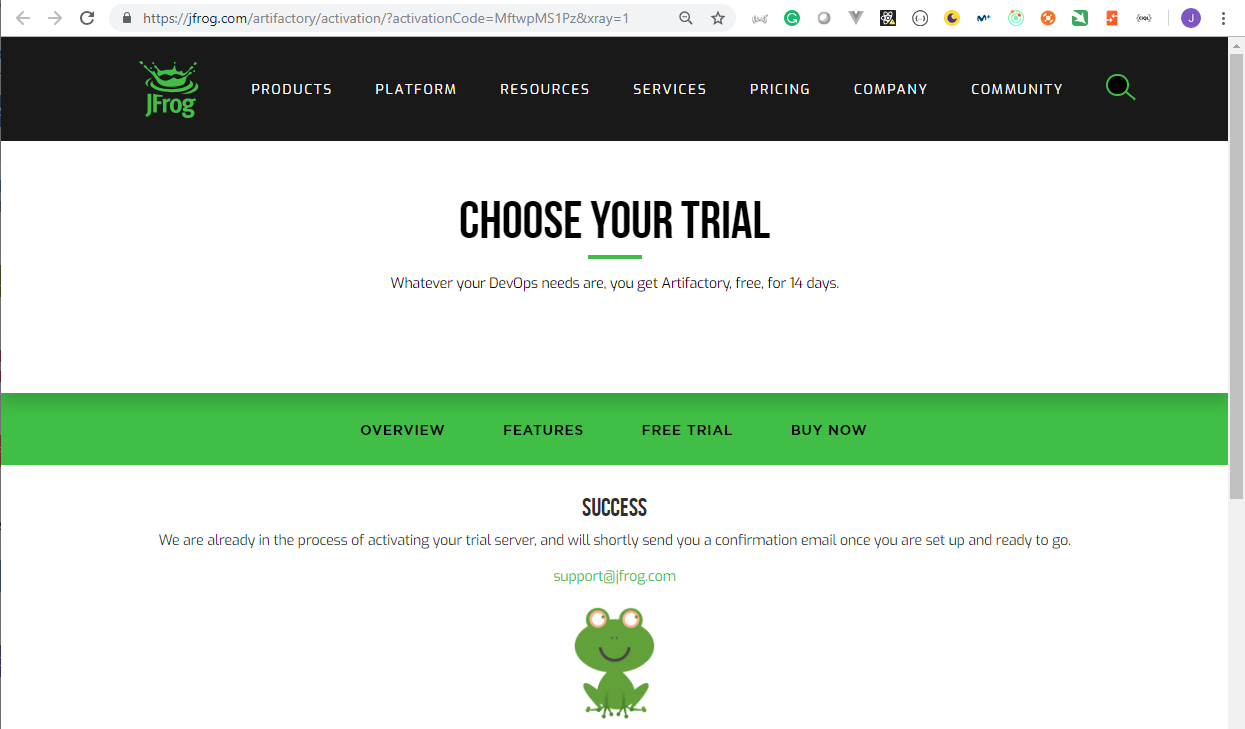 https://jfrog.com/artifactory/activation/?activationCode=MftwpMS1Pz&xray=1
J
JFrog
PRODUCTS PLATFORM RESOURCES SERVICES PRICING COMPANY COMMUNITY
CHOOSE YOUR TRIAL
Whatever your DevOps needs are, you get Artifactory, free, for 14 days.
OVERVIEW FEATURES FREE TRIAL BUY NOW
SUCCESS
We are already in the process of activating your trial server, and will shortly send you a confirmation email once you are set up and ready to go.
support@jfrog.com